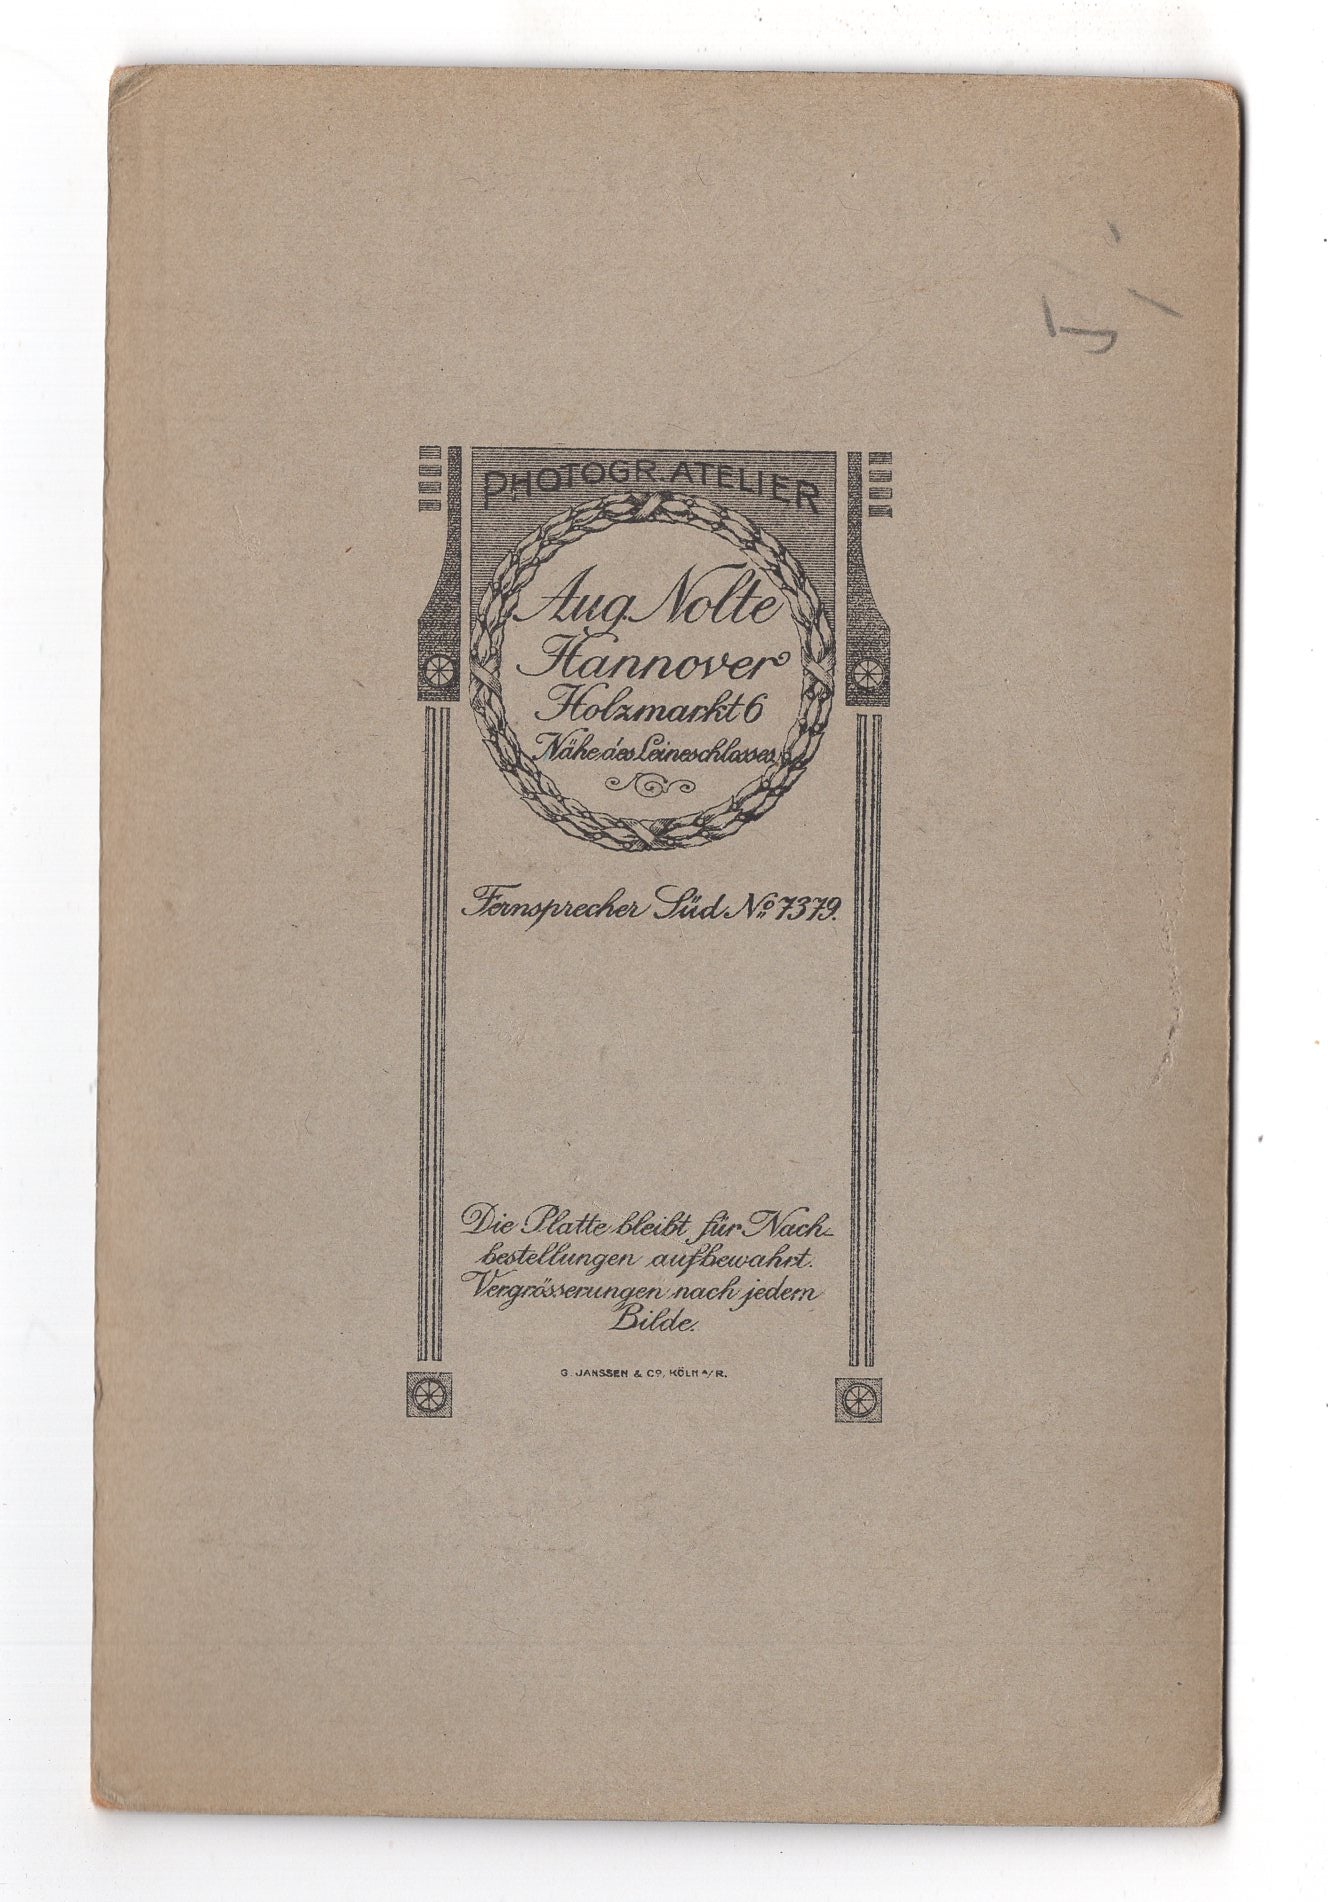 PHOTOGR. ATELIER
Aug. Nolte
Hannover
Holzmarkt 6
Nähe des Leineschlosses
Fernsprecher Süd No. 7379.
Die Platte bleibt für Nach-
bestellungen aufbewahrt.
Vergrösserungen nach jedem
Bilde.
G. JANSSEN & Co, KÖLN a/R.